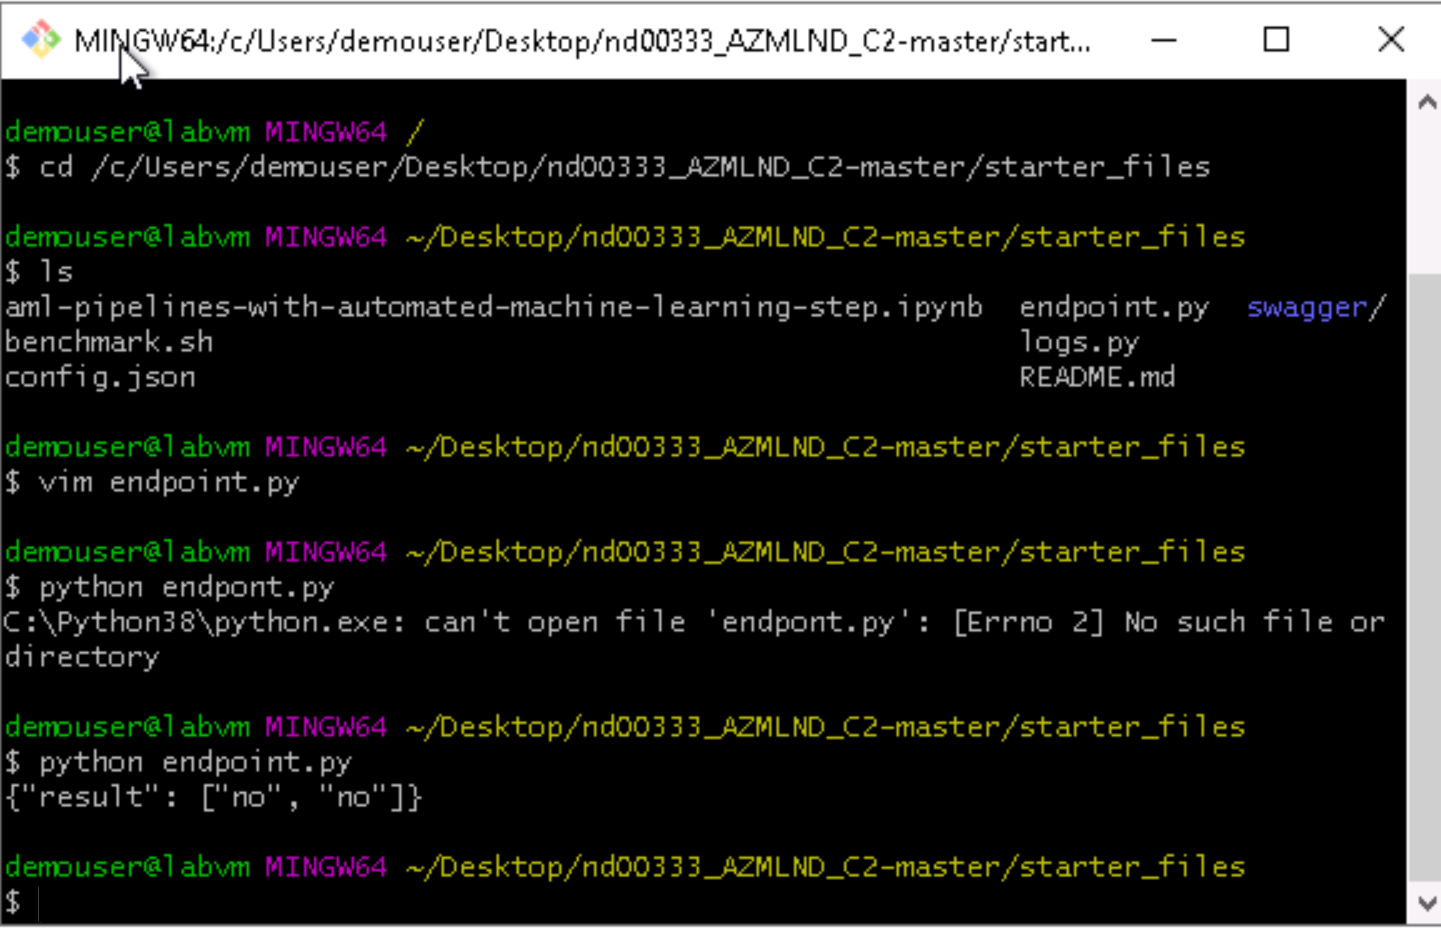 MINGW64:/c/Users/demouser/Desktop/nd00333_AZMLND_C2-master/start...
demouser@labvm MINGW64 /
$ cd /c/Users/demouser/Desktop/nd00333_AZMLND_C2-master/starter_files
demouser@labvm MINGW64 ~/Desktop/nd00333_AZMLND_C2-master/starter_files
$ ls
aml-pipelines-with-automated-machine-learning-step.ipynb  endpoint.py  swagger/
benchmark.sh                                              logs.py
config.json                                               README.md
demouser@labvm MINGW64 ~/Desktop/nd00333_AZMLND_C2-master/starter_files
$ vim endpoint.py
demouser@labvm MINGW64 ~/Desktop/nd00333_AZMLND_C2-master/starter_files
$ python endpont.py
C:\Python38\python.exe: can't open file 'endpont.py': [Errno 2] No such file or
directory
demouser@labvm MINGW64 ~/Desktop/nd00333_AZMLND_C2-master/starter_files
$ python endpoint.py
{"result": ["no", "no"]}
demouser@labvm MINGW64 ~/Desktop/nd00333_AZMLND_C2-master/starter_files
$